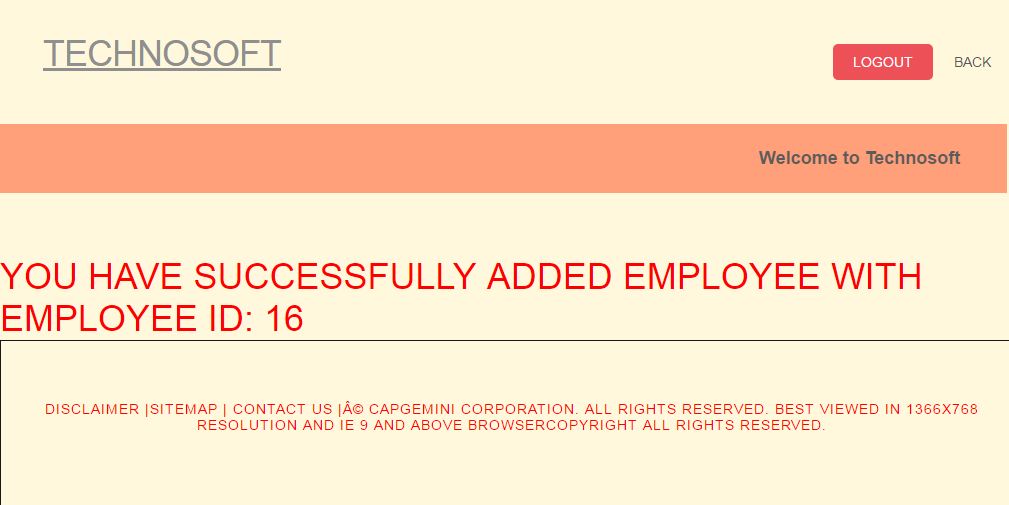 TECHNOSOFT
LOGOUT BACK
Welcome to Technosoft
YOU HAVE SUCCESSFULLY ADDED EMPLOYEE WITH
EMPLOYEE ID: 16
DISCLAIMER |SITEMAP | CONTACT US |Â© CAPGEMINI CORPORATION. ALL RIGHTS RESERVED. BEST VIEWED IN 1366X768
RESOLUTION AND IE 9 AND ABOVE BROWSERCOPYRIGHT ALL RIGHTS RESERVED.